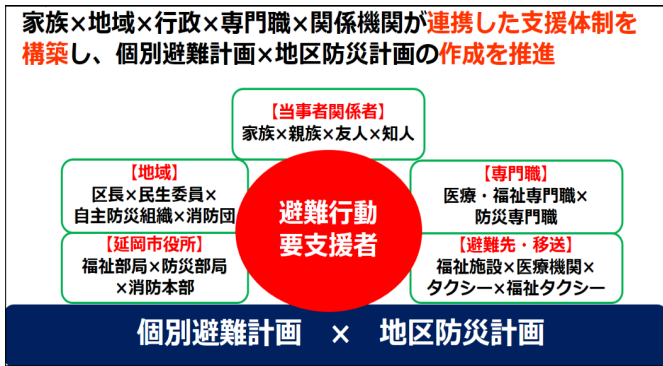 家族×地域×行政×専門職×関係機関が連携した支援体制を
構築し、個別避難計画×地区防災計画の作成を推進
【当事者関係者】
家族×親族×友人×知人
【地域】
区長×民生委員×
自主防災組織×消防団
【専門職】
医療・福祉専門職×
防災専門職
避難行動
要支援者
【延岡市役所】
福祉部局×防災部局
×消防本部
【避難先・移送】
福祉施設×医療機関×
タクシー×福祉タクシー
個別避難計画 × 地区防災計画